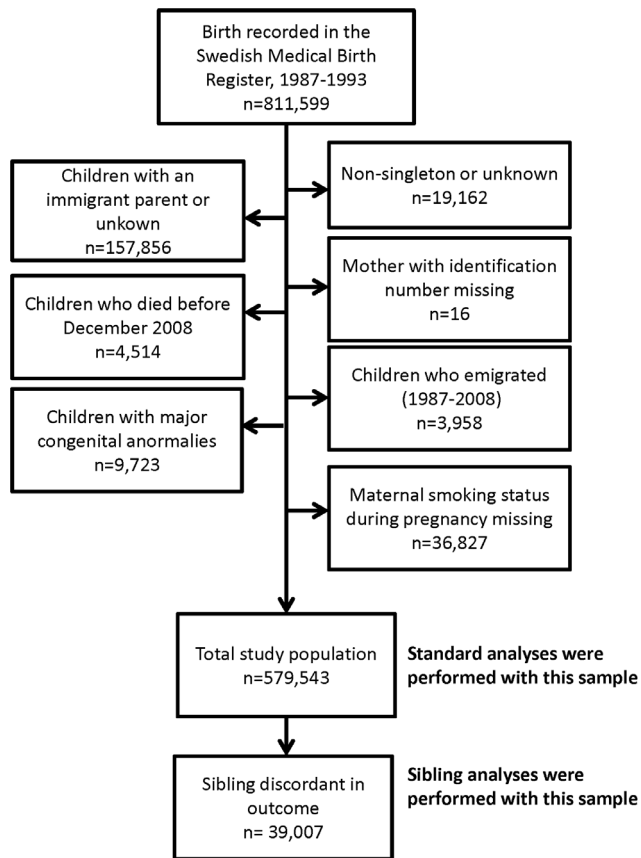 Birth recorded in the
Swedish Medical Birth
Register, 1987-1993
n=811,599
Non-singleton or unknown
n=19,162
Children with an
immigrant parent or
unkown
n=157,856
Mother with identification
number missing
n=16
Children who died before
December 2008
n=4,514
Children who emigrated
(1987-2008)
n=3,958
Children with major
congenital anormalies
n=9,723
Maternal smoking status
during pregnancy missing
n=36,827
Total study population
n=579,543
Standard analyses were
performed with this sample
Sibling discordant in
outcome
n= 39,007
Sibling analyses were
performed with this sample